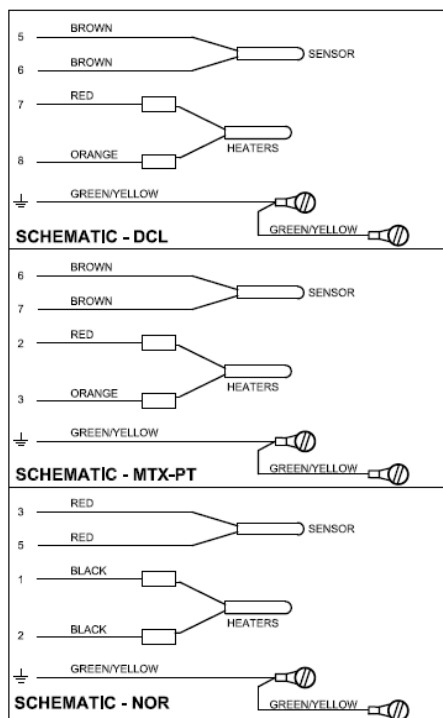 5 BROWN
SENSOR
6 BROWN
7 RED
HEATERS
8 ORANGE
GREEN/YELLOW
GREEN/YELLOW
SCHEMATIC - DCL
6 BROWN
SENSOR
7 BROWN
2 RED
HEATERS
3 ORANGE
GREEN/YELLOW
GREEN/YELLOW
SCHEMATIC - MTX-PT
3 RED
SENSOR
5 RED
1 BLACK
HEATERS
2 BLACK
GREEN/YELLOW
SCHEMATIC - NOR
GREEN/YELLOW